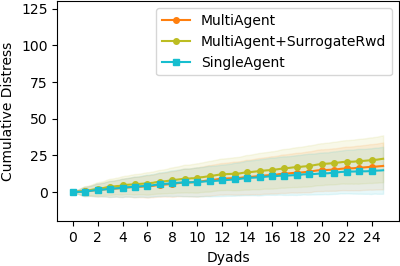 125
100
75
50
25
0
Cumulative Distress
MultiAgent
MultiAgent+SurrogateRwd
SingleAgent
0 2 4 6 8 10 12 14 16 18 20 22 24
Dyads